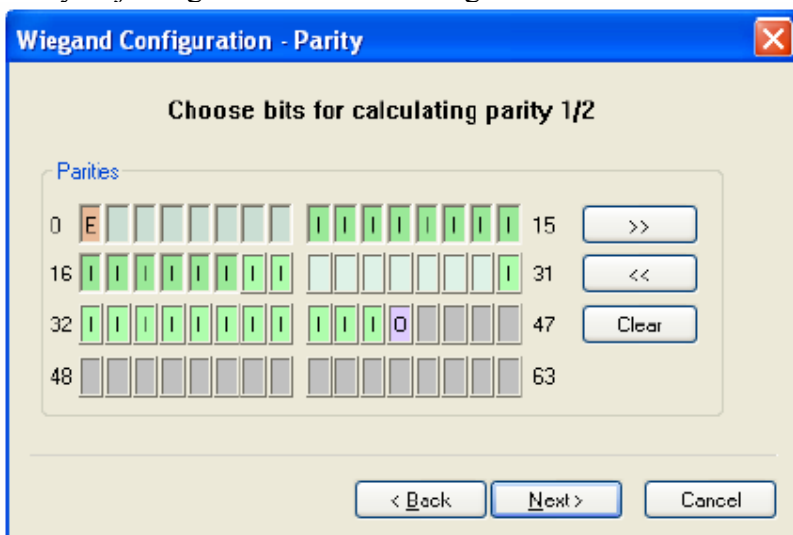 Wiegand Configuration - Parity
Choose bits for calculating parity 1/2
Parities
0 E I I I I I I I I 15 >>
16 I I I I I I I I I 31 <<
32 I I I I I I I I I I I O 47 Clear
48 63
< Back Next > Cancel